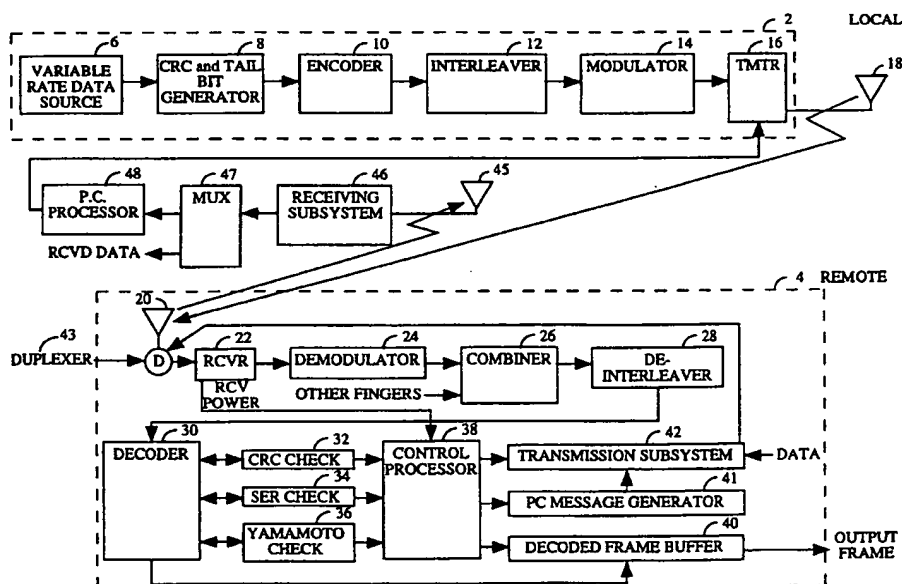 2
LOCAL
6
VARIABLE
RATE DATA
SOURCE
8
CRC and TAIL
BIT
GENERATOR
10
ENCODER
12
INTERLEAVER
14
MODULATOR
16
TMTR
18
48
P.C.
PROCESSOR
47
MUX
46
RECEIVING
SUBSYSTEM
45
RCVD DATA
4
REMOTE
20
43
DUPLEXER
D
22
RCVR
RCV
POWER
24
DEMODULATOR
26
COMBINER
OTHER FINGERS
28
DE-
INTERLEAVER
30
DECODER
32
CRC CHECK
34
SER CHECK
36
YAMAMOTO
CHECK
38
CONTROL
PROCESSOR
42
TRANSMISSION SUBSYSTEM
DATA
41
PC MESSAGE GENERATOR
40
DECODED FRAME BUFFER
OUTPUT
FRAME